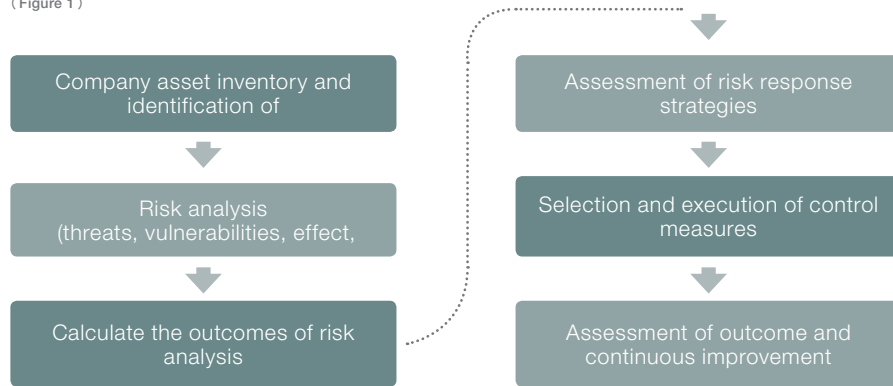 (Figure 1)
Company asset inventory and
identification of
Risk analysis
(threats, vulnerabilities, effect,
Calculate the outcomes of risk
analysis
Assessment of risk response
strategies
Selection and execution of control
measures
Assessment of outcome and
continuous improvement